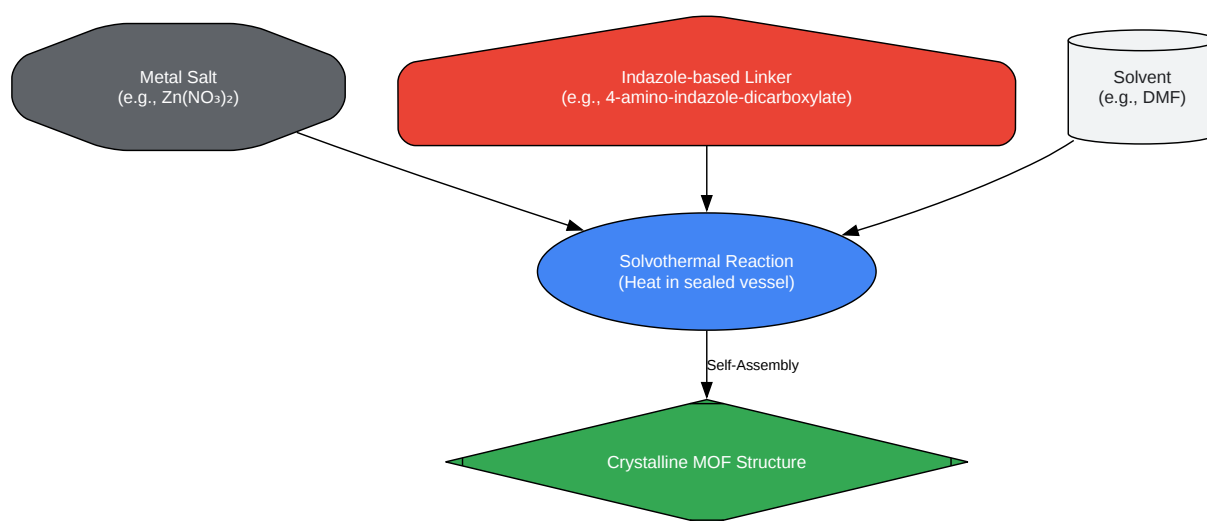 Metal Salt
(e.g., Zn(NO₃)₂)
Indazole-based Linker
(e.g., 4-amino-indazole-dicarboxylate)
Solvent
(e.g., DMF)
Solvothermal Reaction
(Heat in sealed vessel)
Self-Assembly
Crystalline MOF Structure